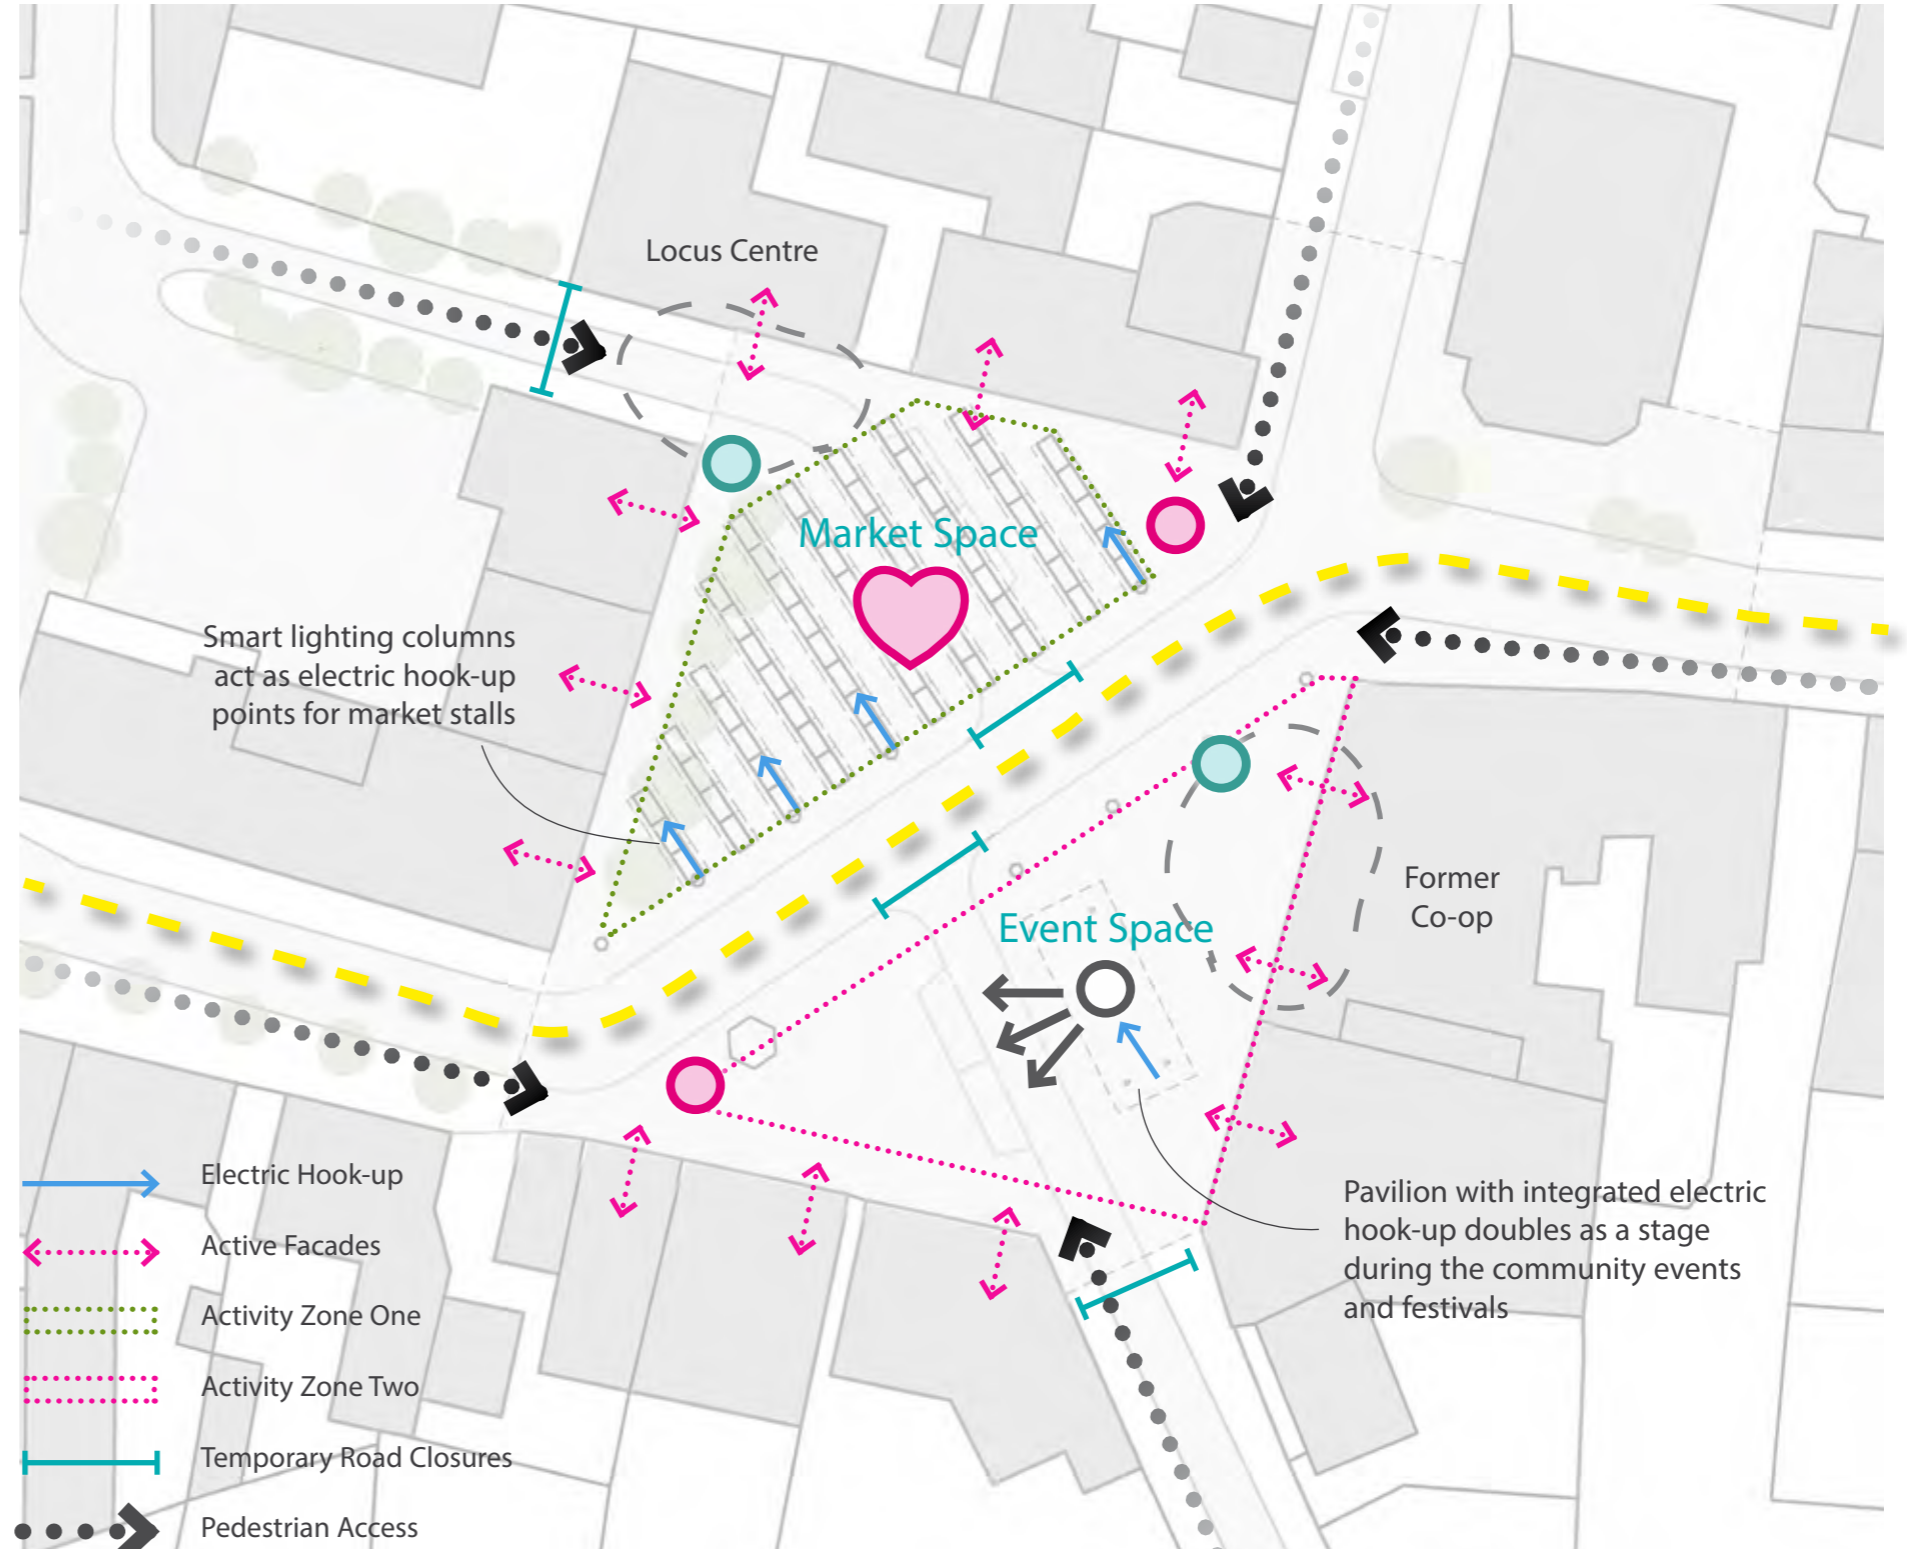 Locus Centre
Market Space
Smart lighting columns
act as electric hook-up
points for market stalls
Former
Co-op
Event Space
Pavilion with integrated electric
hook-up doubles as a stage
during the community events
and festivals
Electric Hook-up
Active Facades
Activity Zone One
Activity Zone Two
Temporary Road Closures
Pedestrian Access